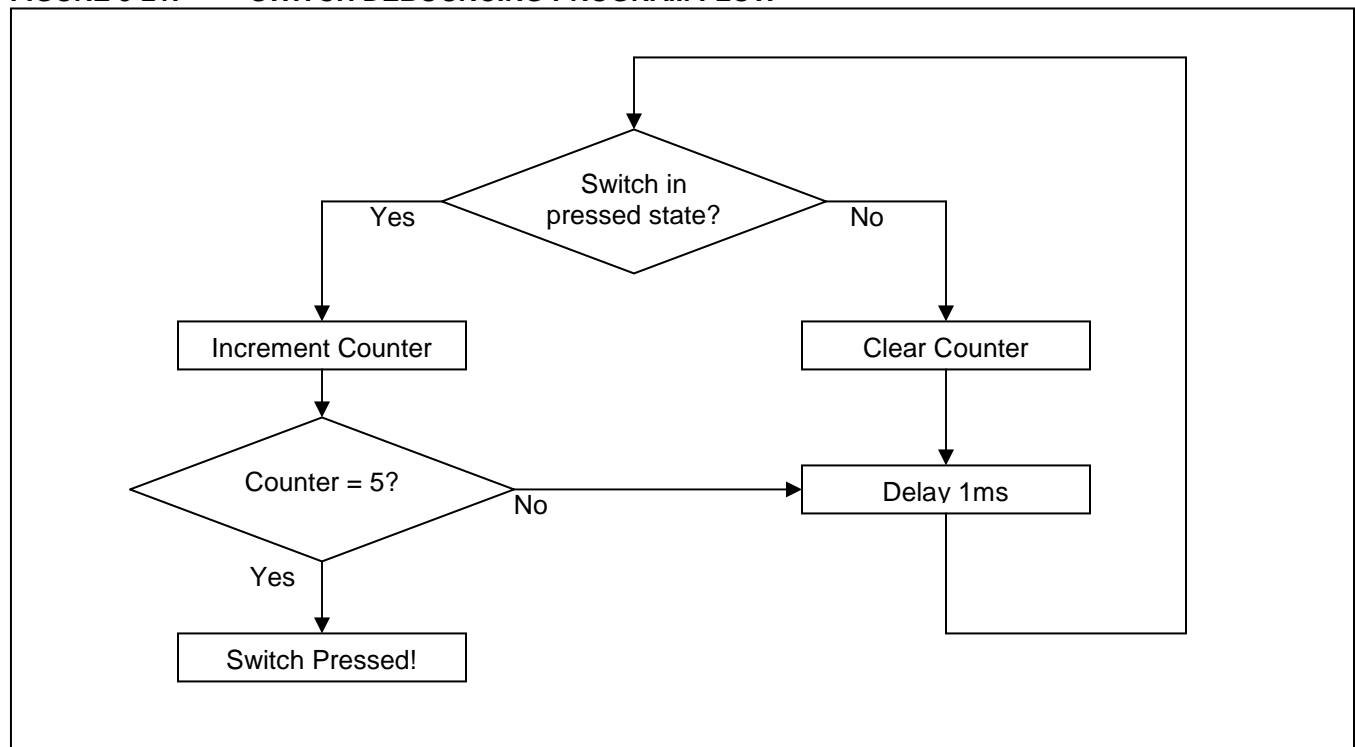 Switch in
pressed state?
Yes
No
Increment Counter
Clear Counter
Counter = 5?
No
Delay 1ms
Yes
Switch Pressed!